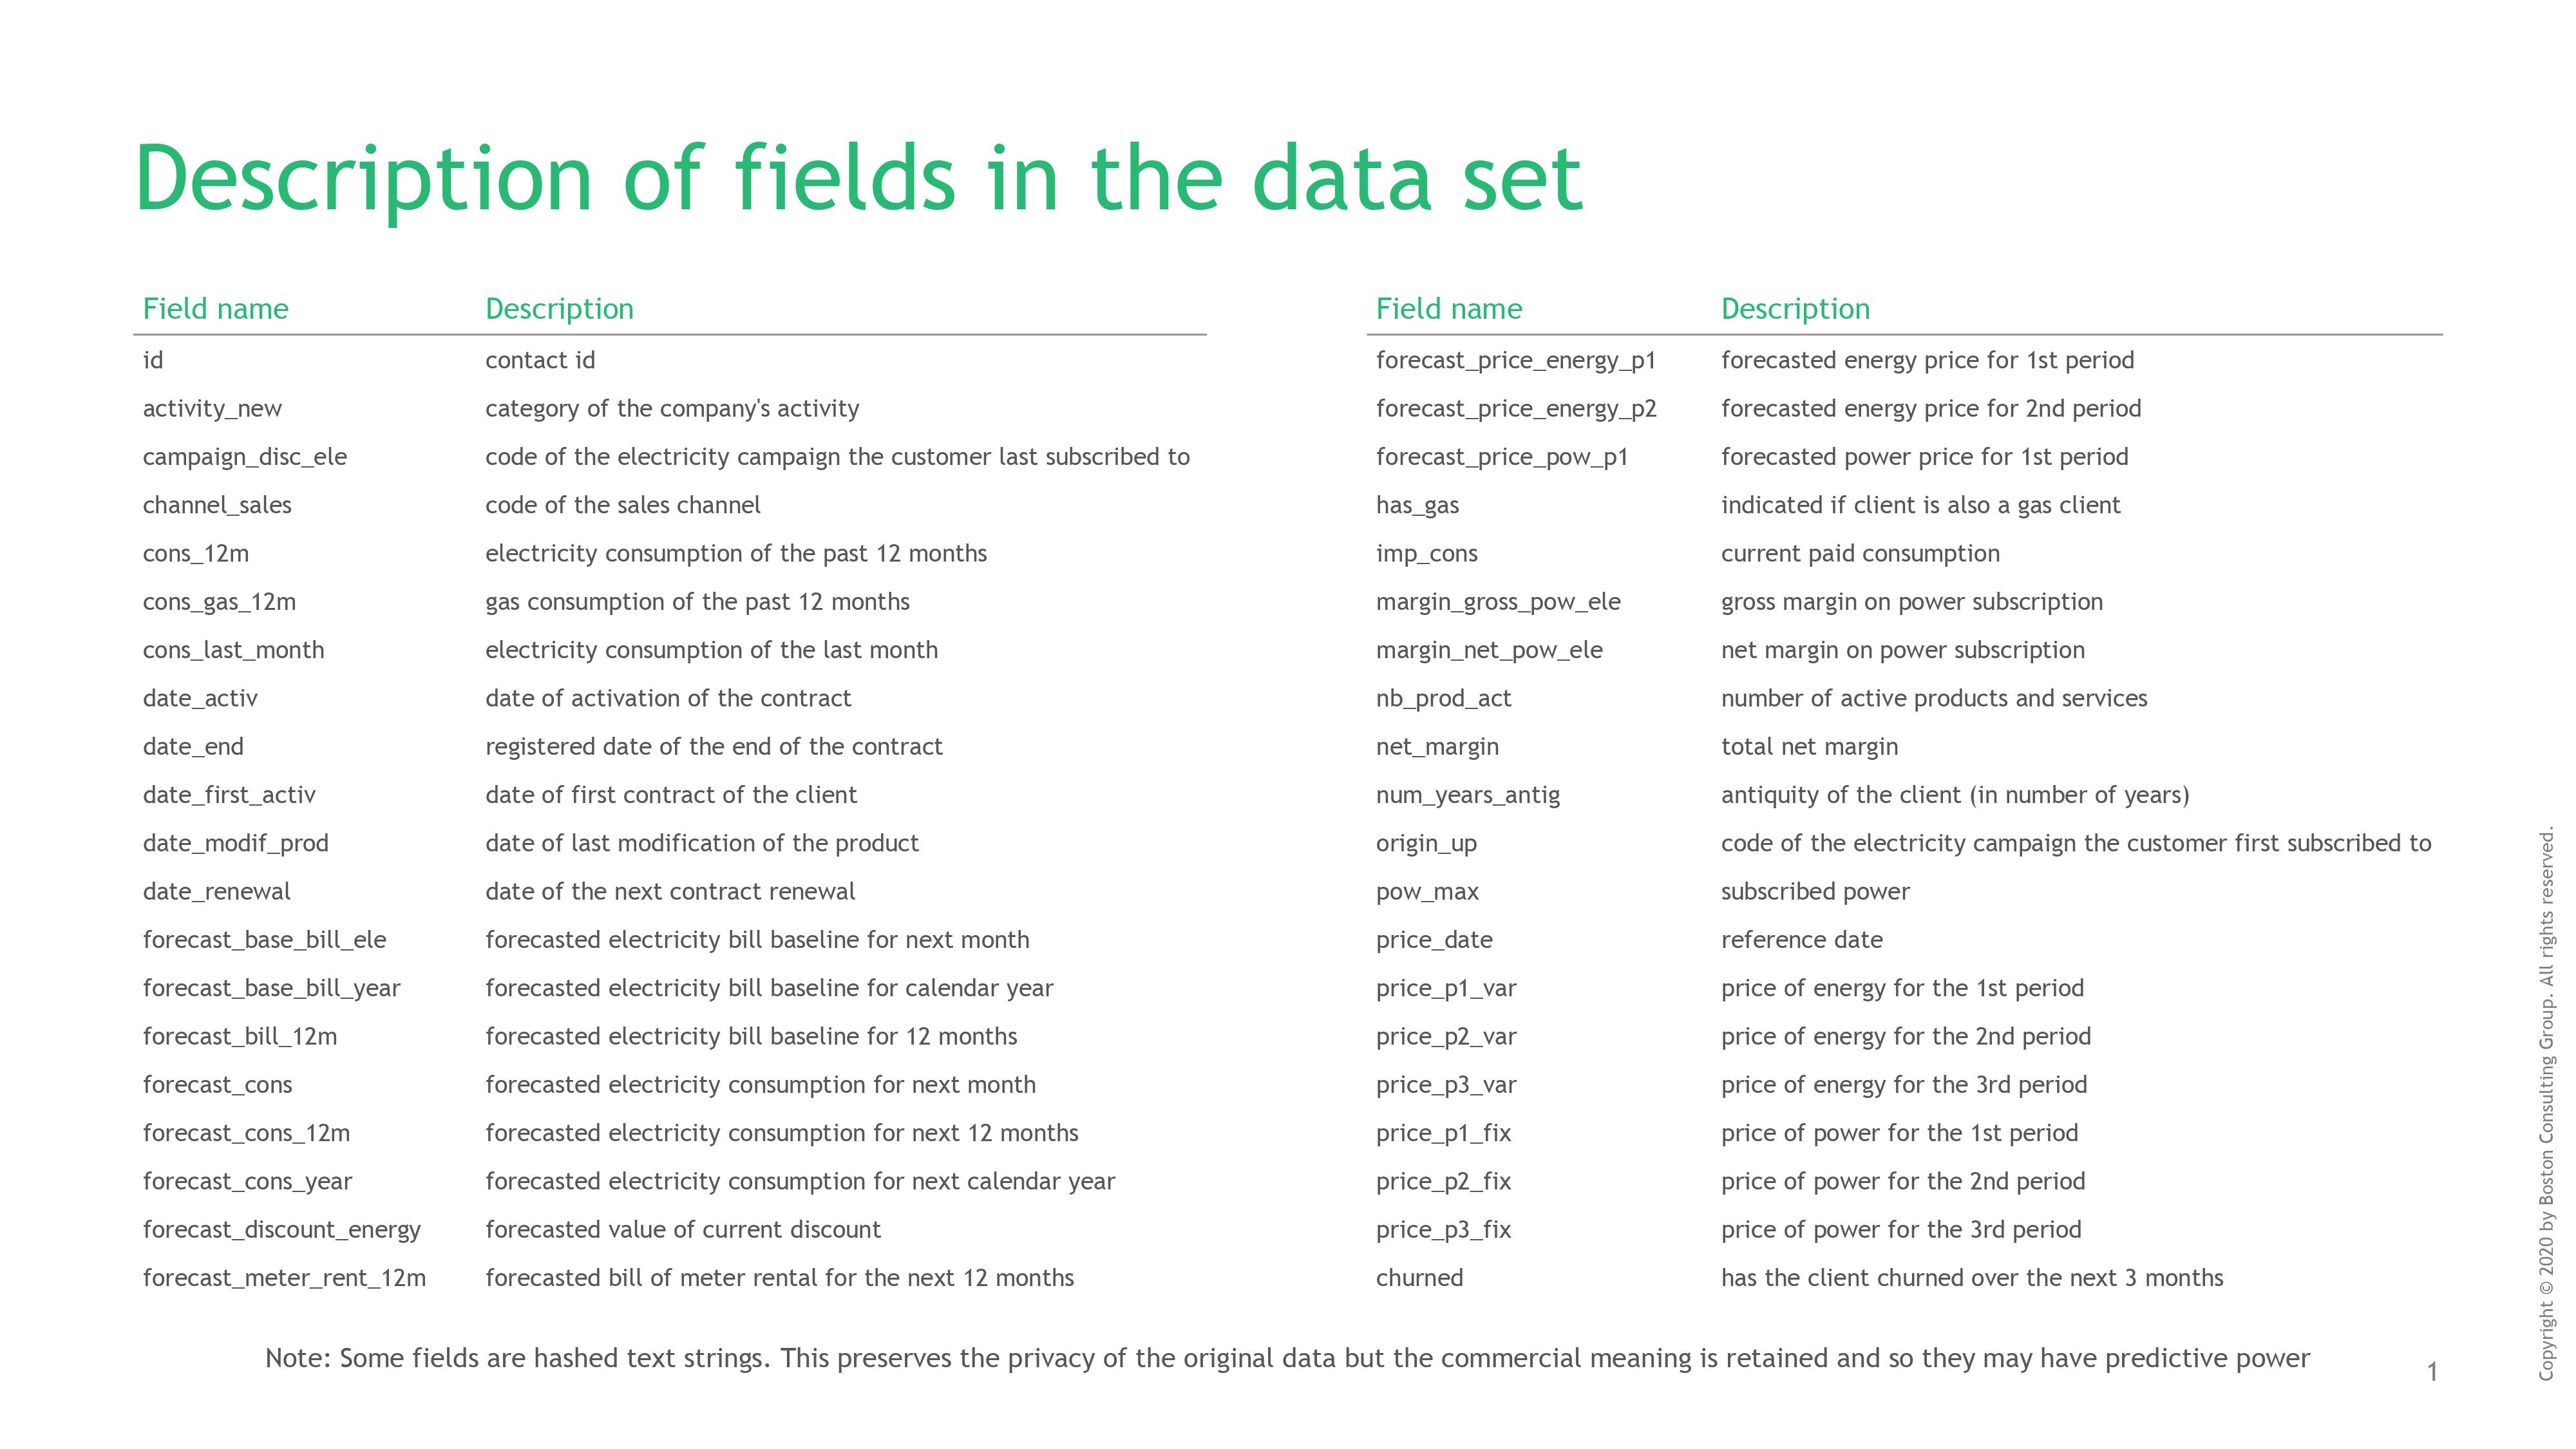 Description of fields in the data set
Field name Description
id contact id
activity_new category of the company's activity
campaign_disc_ele code of the electricity campaign the customer last subscribed to
channel_sales code of the sales channel
cons_12m electricity consumption of the past 12 months
cons_gas_12m gas consumption of the past 12 months
cons_last_month electricity consumption of the last month
date_activ date of activation of the contract
date_end registered date of the end of the contract
date_first_activ date of first contract of the client
date_modif_prod date of last modification of the product
date_renewal date of the next contract renewal
forecast_base_bill_ele forecasted electricity bill baseline for next month
forecast_base_bill_year forecasted electricity bill baseline for calendar year
forecast_bill_12m forecasted electricity bill baseline for 12 months
forecast_cons forecasted electricity consumption for next month
forecast_cons_12m forecasted electricity consumption for next 12 months
forecast_cons_year forecasted electricity consumption for next calendar year
forecast_discount_energy forecasted value of current discount
forecast_meter_rent_12m forecasted bill of meter rental for the next 12 months
Field name Description
forecast_price_energy_p1 forecasted energy price for 1st period
forecast_price_energy_p2 forecasted energy price for 2nd period
forecast_price_pow_p1 forecasted power price for 1st period
has_gas indicated if client is also a gas client
imp_cons current paid consumption
margin_gross_pow_ele gross margin on power subscription
margin_net_pow_ele net margin on power subscription
nb_prod_act number of active products and services
net_margin total net margin
num_years_antig antiquity of the client (in number of years)
origin_up code of the electricity campaign the customer first subscribed to
pow_max subscribed power
price_date reference date
price_p1_var price of energy for the 1st period
price_p2_var price of energy for the 2nd period
price_p3_var price of energy for the 3rd period
price_p1_fix price of power for the 1st period
price_p2_fix price of power for the 2nd period
price_p3_fix price of power for the 3rd period
churned has the client churned over the next 3 months
Note: Some fields are hashed text strings. This preserves the privacy of the original data but the commercial meaning is retained and so they may have predictive power
1
Copyright © 2020 by Boston Consulting Group. All rights reserved.